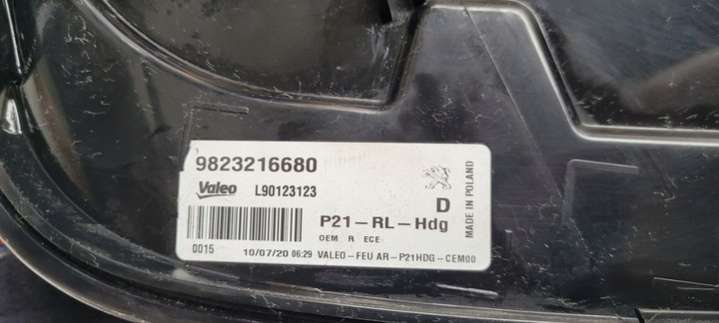 9823216680
Valeo L90123123
D
P21-RL-Hdg
OEM R ECE
0015 10/07/20 06:29 VALEO-FEU AR-P21HDG-CEM00
MADE IN POLAND